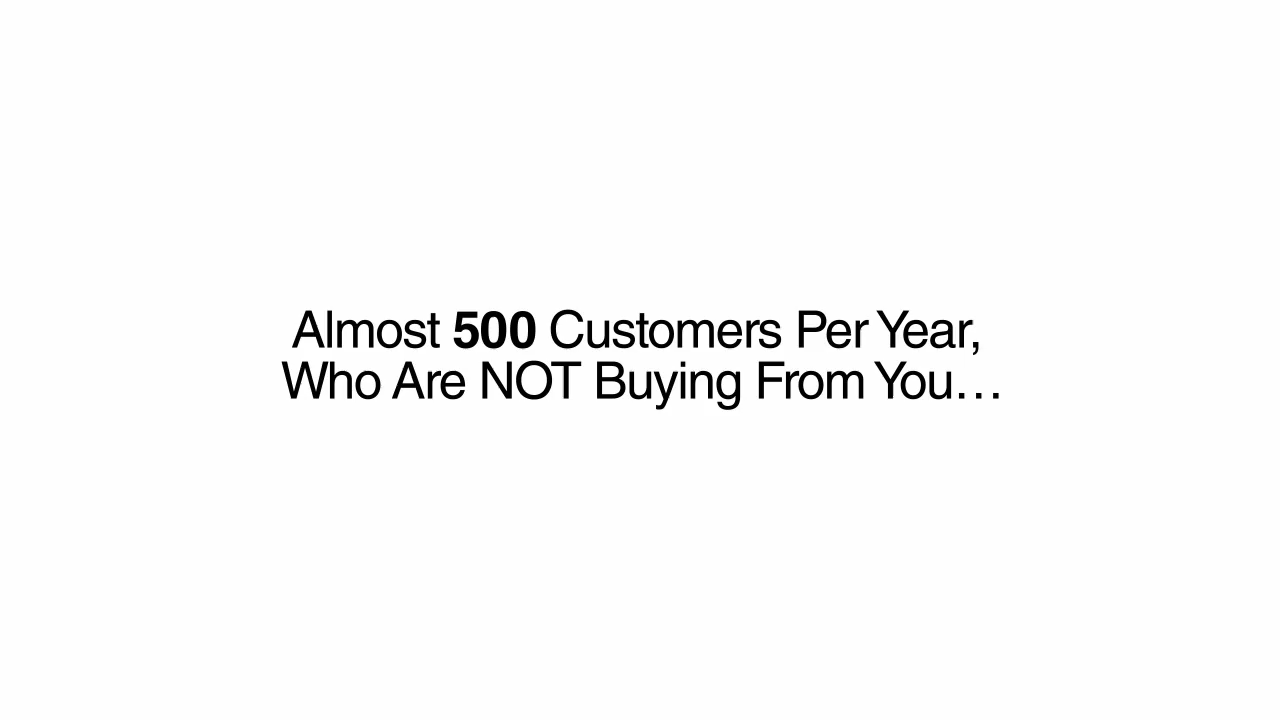 Almost 500 Customers Per Year,
Who Are NOT Buying From You…